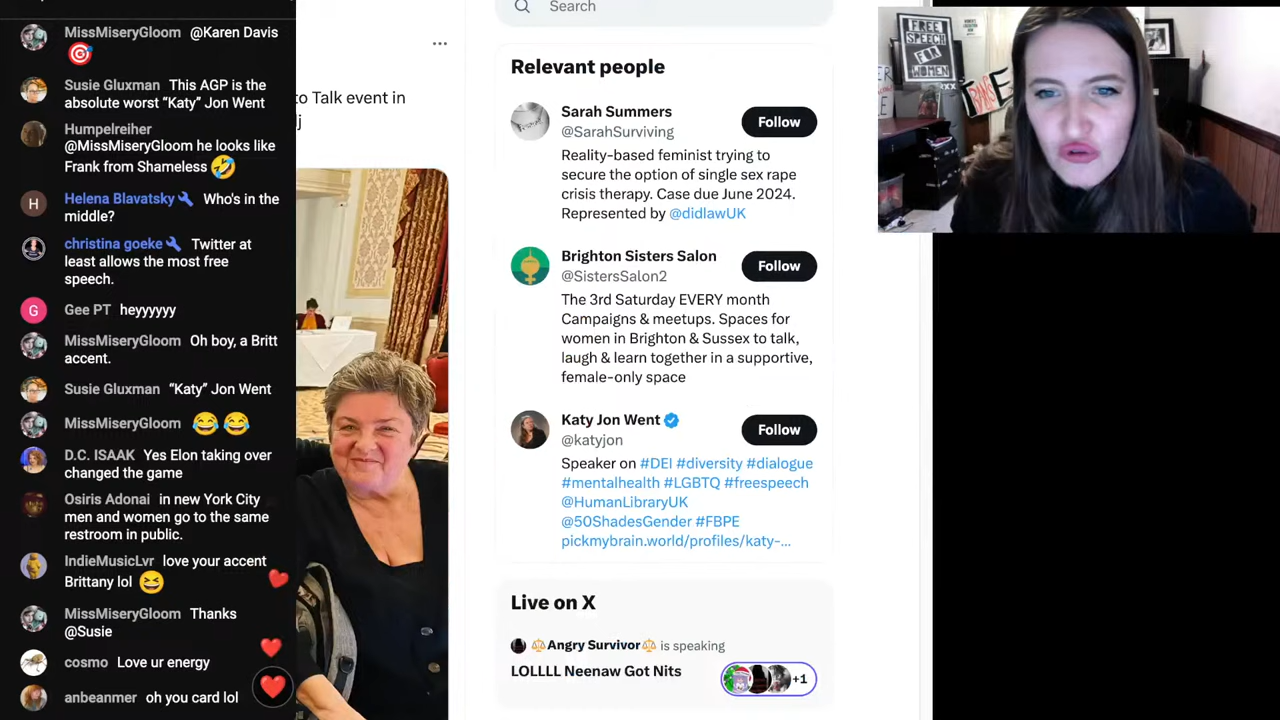 MissMiseryGloom @Karen Davis
🎯
Susie Gluxman This AGP is the
absolute worst “Katy” Jon Went
Humpelreiher
@MissMiseryGloom he looks like
Frank from Shameless 🤣
Helena Blavatsky Who's in the
middle?
christina goeke Twitter at
least allows the most free
speech.
G
Gee PT heyyyyy
MissMiseryGloom Oh boy, a Britt
accent.
Susie Gluxman “Katy” Jon Went
MissMiseryGloom 😂 😂
D.C. ISAAK Yes Elon taking over
changed the game
Osiris Adonai in new York City
men and women go to the same
restroom in public.
IndieMusicLvr love your accent
Brittany lol 😆
MissMiseryGloom Thanks
@Susie
cosmo Love ur energy
anbeanmer oh you card lol
H
to Talk event in
j
Search
Relevant people
Sarah Summers
@SarahSurviving
Follow
Reality-based feminist trying to
secure the option of single sex rape
crisis therapy. Case due June 2024.
Represented by @didlawUK
Brighton Sisters Salon
@SistersSalon2
Follow
The 3rd Saturday EVERY month
Campaigns & meetups. Spaces for
women in Brighton & Sussex to talk,
laugh & learn together in a supportive,
female-only space
Katy Jon Went
@katyjon
Follow
Speaker on #DEI #diversity #dialogue
#mentalhealth #LGBTQ #freespeech
@HumanLibraryUK
@50ShadesGender #FBPE
pickmybrain.world/profiles/katy-...
Live on X
⚖️Angry Survivor⚖️ is speaking
LOLLLL Neenaw Got Nits
+1
FREE
SPEECH
FOR
WOMEN
XX